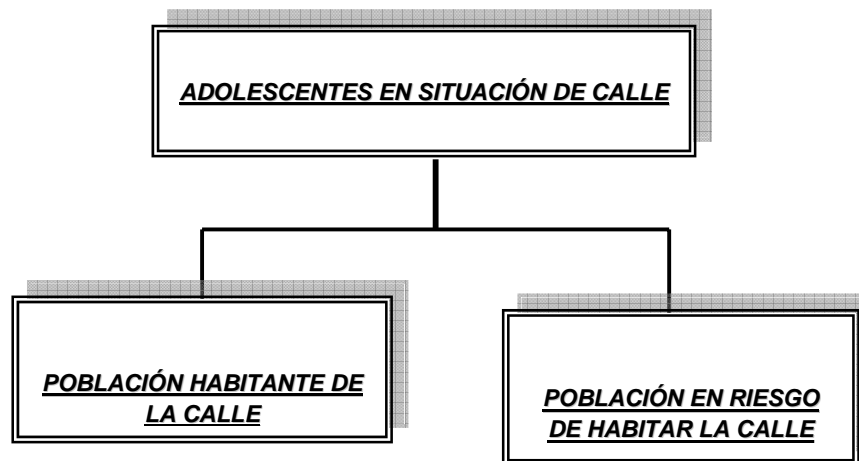 ADOLESCENTES EN SITUACIÓN DE CALLE
POBLACIÓN HABITANTE DE
LA CALLE
POBLACIÓN EN RIESGO
DE HABITAR LA CALLE